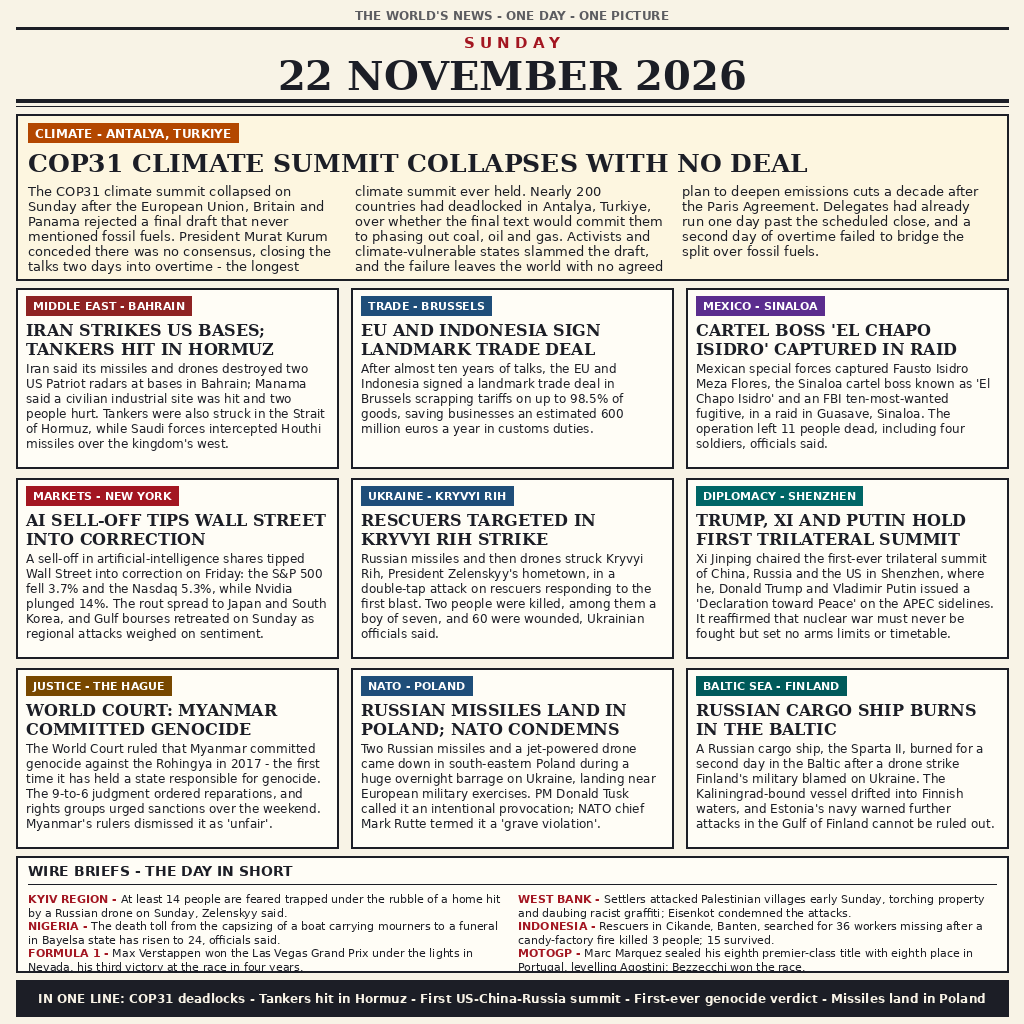 THE WORLD'S NEWS - ONE DAY - ONE PICTURE
SUNDAY
22 NOVEMBER 2026
CLIMATE - ANTALYA, TURKIYE
COP31 CLIMATE SUMMIT COLLAPSES WITH NO DEAL
The COP31 climate summit collapsed on
Sunday after the European Union, Britain and
Panama rejected a final draft that never
mentioned fossil fuels. President Murat Kurum
conceded there was no consensus, closing the
talks two days into overtime - the longest
climate summit ever held. Nearly 200
countries had deadlocked in Antalya, Turkiye,
over whether the final text would commit them
to phasing out coal, oil and gas. Activists and
climate-vulnerable states slammed the draft,
and the failure leaves the world with no agreed
plan to deepen emissions cuts a decade after
the Paris Agreement. Delegates had already
run one day past the scheduled close, and a
second day of overtime failed to bridge the
split over fossil fuels.
MIDDLE EAST - BAHRAIN
IRAN STRIKES US BASES;
TANKERS HIT IN HORMUZ
Iran said its missiles and drones destroyed two
US Patriot radars at bases in Bahrain; Manama
said a civilian industrial site was hit and two
people hurt. Tankers were also struck in the Strait
of Hormuz, while Saudi forces intercepted Houthi
missiles over the kingdom's west.
TRADE - BRUSSELS
EU AND INDONESIA SIGN
LANDMARK TRADE DEAL
After almost ten years of talks, the EU and
Indonesia signed a landmark trade deal in
Brussels scrapping tariffs on up to 98.5% of
goods, saving businesses an estimated 600
million euros a year in customs duties.
MEXICO - SINALOA
CARTEL BOSS 'EL CHAPO
ISIDRO' CAPTURED IN RAID
Mexican special forces captured Fausto Isidro
Meza Flores, the Sinaloa cartel boss known as 'El
Chapo Isidro' and an FBI ten-most-wanted
fugitive, in a raid in Guasave, Sinaloa. The
operation left 11 people dead, including four
soldiers, officials said.
MARKETS - NEW YORK
AI SELL-OFF TIPS WALL STREET
INTO CORRECTION
A sell-off in artificial-intelligence shares tipped
Wall Street into correction on Friday: the S&P 500
fell 3.7% and the Nasdaq 5.3%, while Nvidia
plunged 14%. The rout spread to Japan and South
Korea, and Gulf bourses retreated on Sunday as
regional attacks weighed on sentiment.
UKRAINE - KRYVYI RIH
RESCUERS TARGETED IN
KRYVYI RIH STRIKE
Russian missiles and then drones struck Kryvyi
Rih, President Zelenskyy's hometown, in a
double-tap attack on rescuers responding to the
first blast. Two people were killed, among them a
boy of seven, and 60 were wounded, Ukrainian
officials said.
DIPLOMACY - SHENZHEN
TRUMP, XI AND PUTIN HOLD
FIRST TRILATERAL SUMMIT
Xi Jinping chaired the first-ever trilateral summit
of China, Russia and the US in Shenzhen, where
he, Donald Trump and Vladimir Putin issued a
'Declaration toward Peace' on the APEC sidelines.
It reaffirmed that nuclear war must never be
fought but set no arms limits or timetable.
JUSTICE - THE HAGUE
WORLD COURT: MYANMAR
COMMITTED GENOCIDE
The World Court ruled that Myanmar committed
genocide against the Rohingya in 2017 - the first
time it has held a state responsible for genocide.
The 9-to-6 judgment ordered reparations, and
rights groups urged sanctions over the weekend.
Myanmar's rulers dismissed it as 'unfair'.
NATO - POLAND
RUSSIAN MISSILES LAND IN
POLAND; NATO CONDEMNS
Two Russian missiles and a jet-powered drone
came down in south-eastern Poland during a
huge overnight barrage on Ukraine, landing near
European military exercises. PM Donald Tusk
called it an intentional provocation; NATO chief
Mark Rutte termed it a 'grave violation'.
BALTIC SEA - FINLAND
RUSSIAN CARGO SHIP BURNS
IN THE BALTIC
A Russian cargo ship, the Sparta II, burned for a
second day in the Baltic after a drone strike
Finland's military blamed on Ukraine. The
Kaliningrad-bound vessel drifted into Finnish
waters, and Estonia's navy warned further
attacks in the Gulf of Finland cannot be ruled out.
WIRE BRIEFS - THE DAY IN SHORT
KYIV REGION - At least 14 people are feared trapped under the rubble of a home hit
by a Russian drone on Sunday, Zelenskyy said.
NIGERIA - The death toll from the capsizing of a boat carrying mourners to a funeral
in Bayelsa state has risen to 24, officials said.
FORMULA 1 - Max Verstappen won the Las Vegas Grand Prix under the lights in
Nevada, his third victory at the race in four years.
WEST BANK - Settlers attacked Palestinian villages early Sunday, torching property
and daubing racist graffiti; Eisenkot condemned the attacks.
INDONESIA - Rescuers in Cikande, Banten, searched for 36 workers missing after a
candy-factory fire killed 3 people; 15 survived.
MOTOGP - Marc Marquez sealed his eighth premier-class title with eighth place in
Portugal, levelling Agostini; Bezzecchi won the race.
IN ONE LINE: COP31 deadlocks - Tankers hit in Hormuz - First US-China-Russia summit - First-ever genocide verdict - Missiles land in Poland